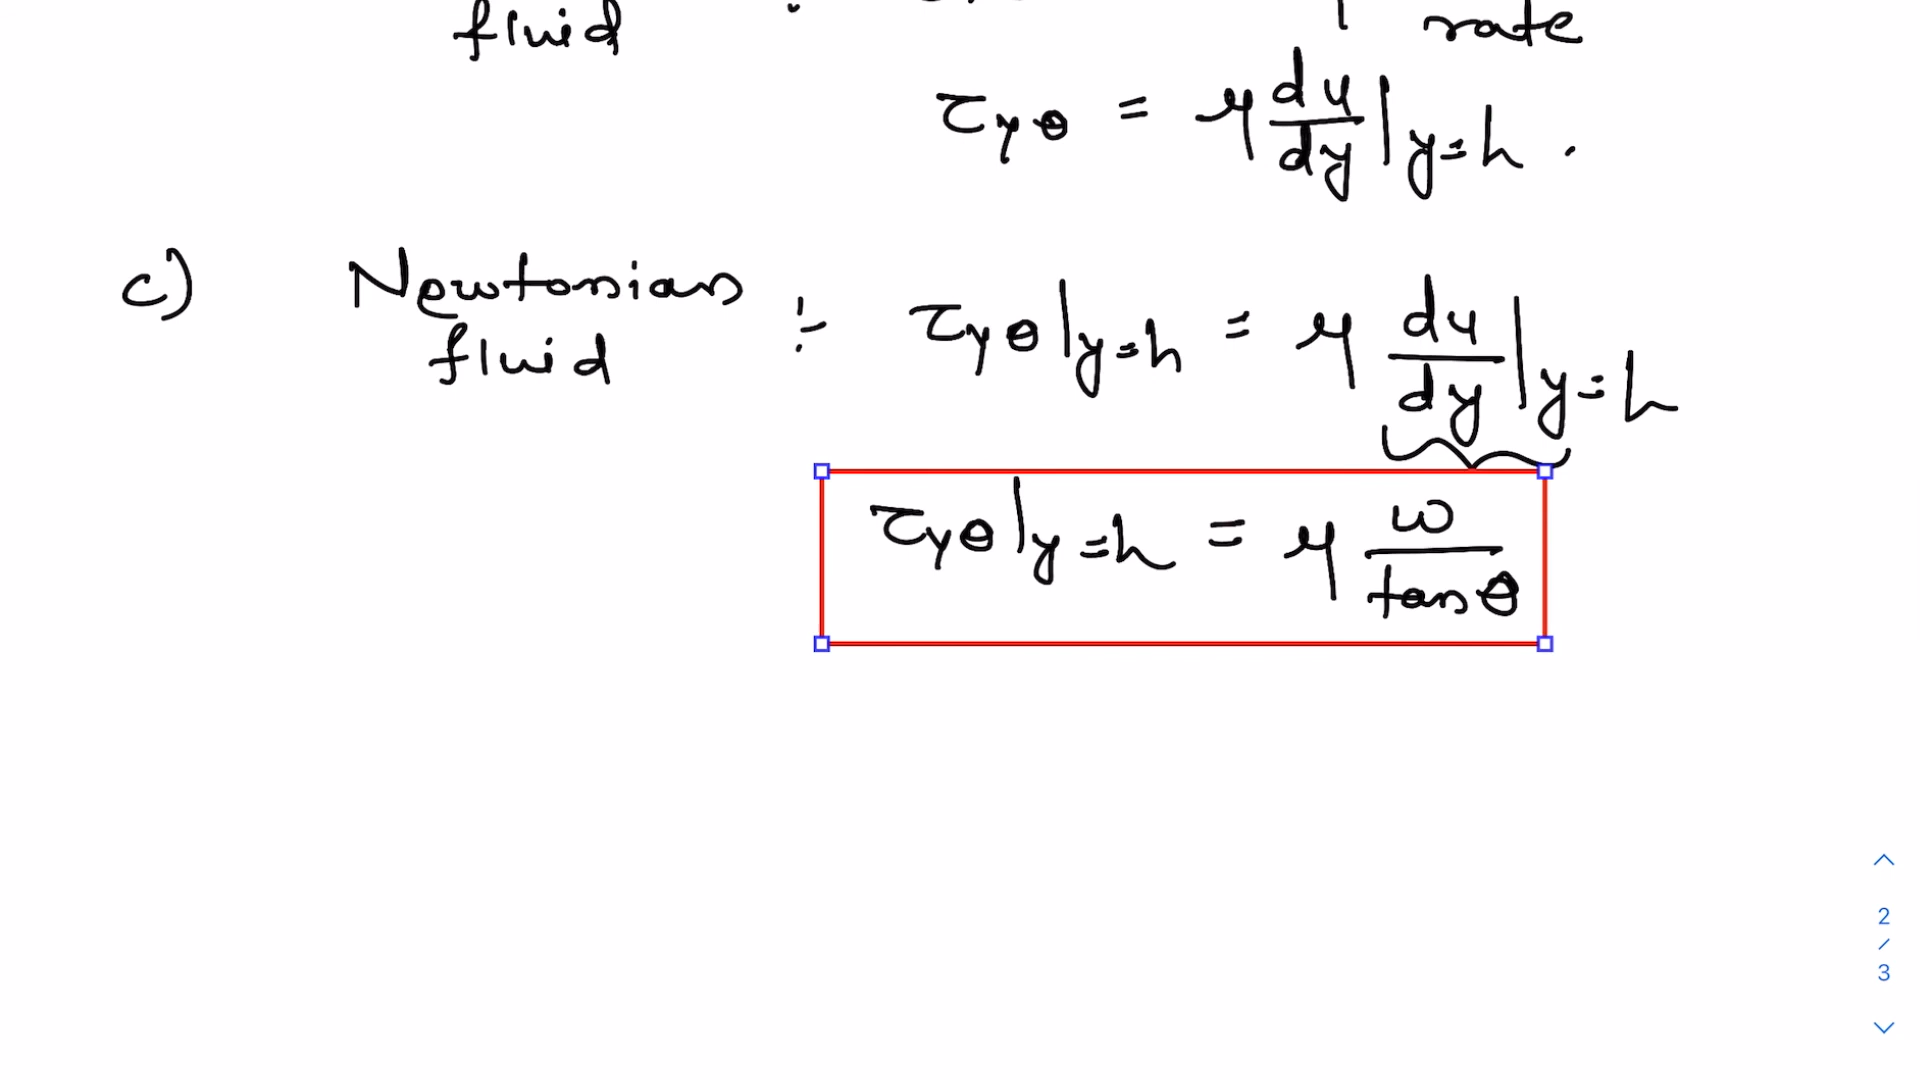 fluid rate
τyθ = μ du/dy |y=h .
c) Newtonian fluid :- τyθ|y=h = μ du/dy |y=h
τyθ|y=h = μ ω/tanθ
2
/
3